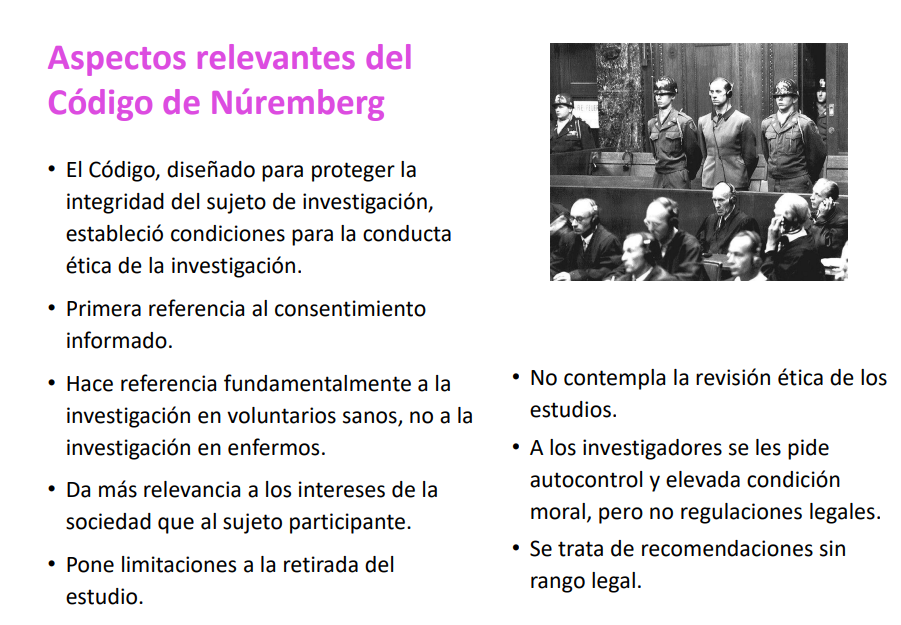 Aspectos relevantes del
Código de Núremberg
• El Código, diseñado para proteger la
integridad del sujeto de investigación,
estableció condiciones para la conducta
ética de la investigación.
• Primera referencia al consentimiento
informado.
• Hace referencia fundamentalmente a la
investigación en voluntarios sanos, no a la
investigación en enfermos.
• Da más relevancia a los intereses de la
sociedad que al sujeto participante.
• Pone limitaciones a la retirada del
estudio.
• No contempla la revisión ética de los
estudios.
• A los investigadores se les pide
autocontrol y elevada condición
moral, pero no regulaciones legales.
• Se trata de recomendaciones sin
rango legal.